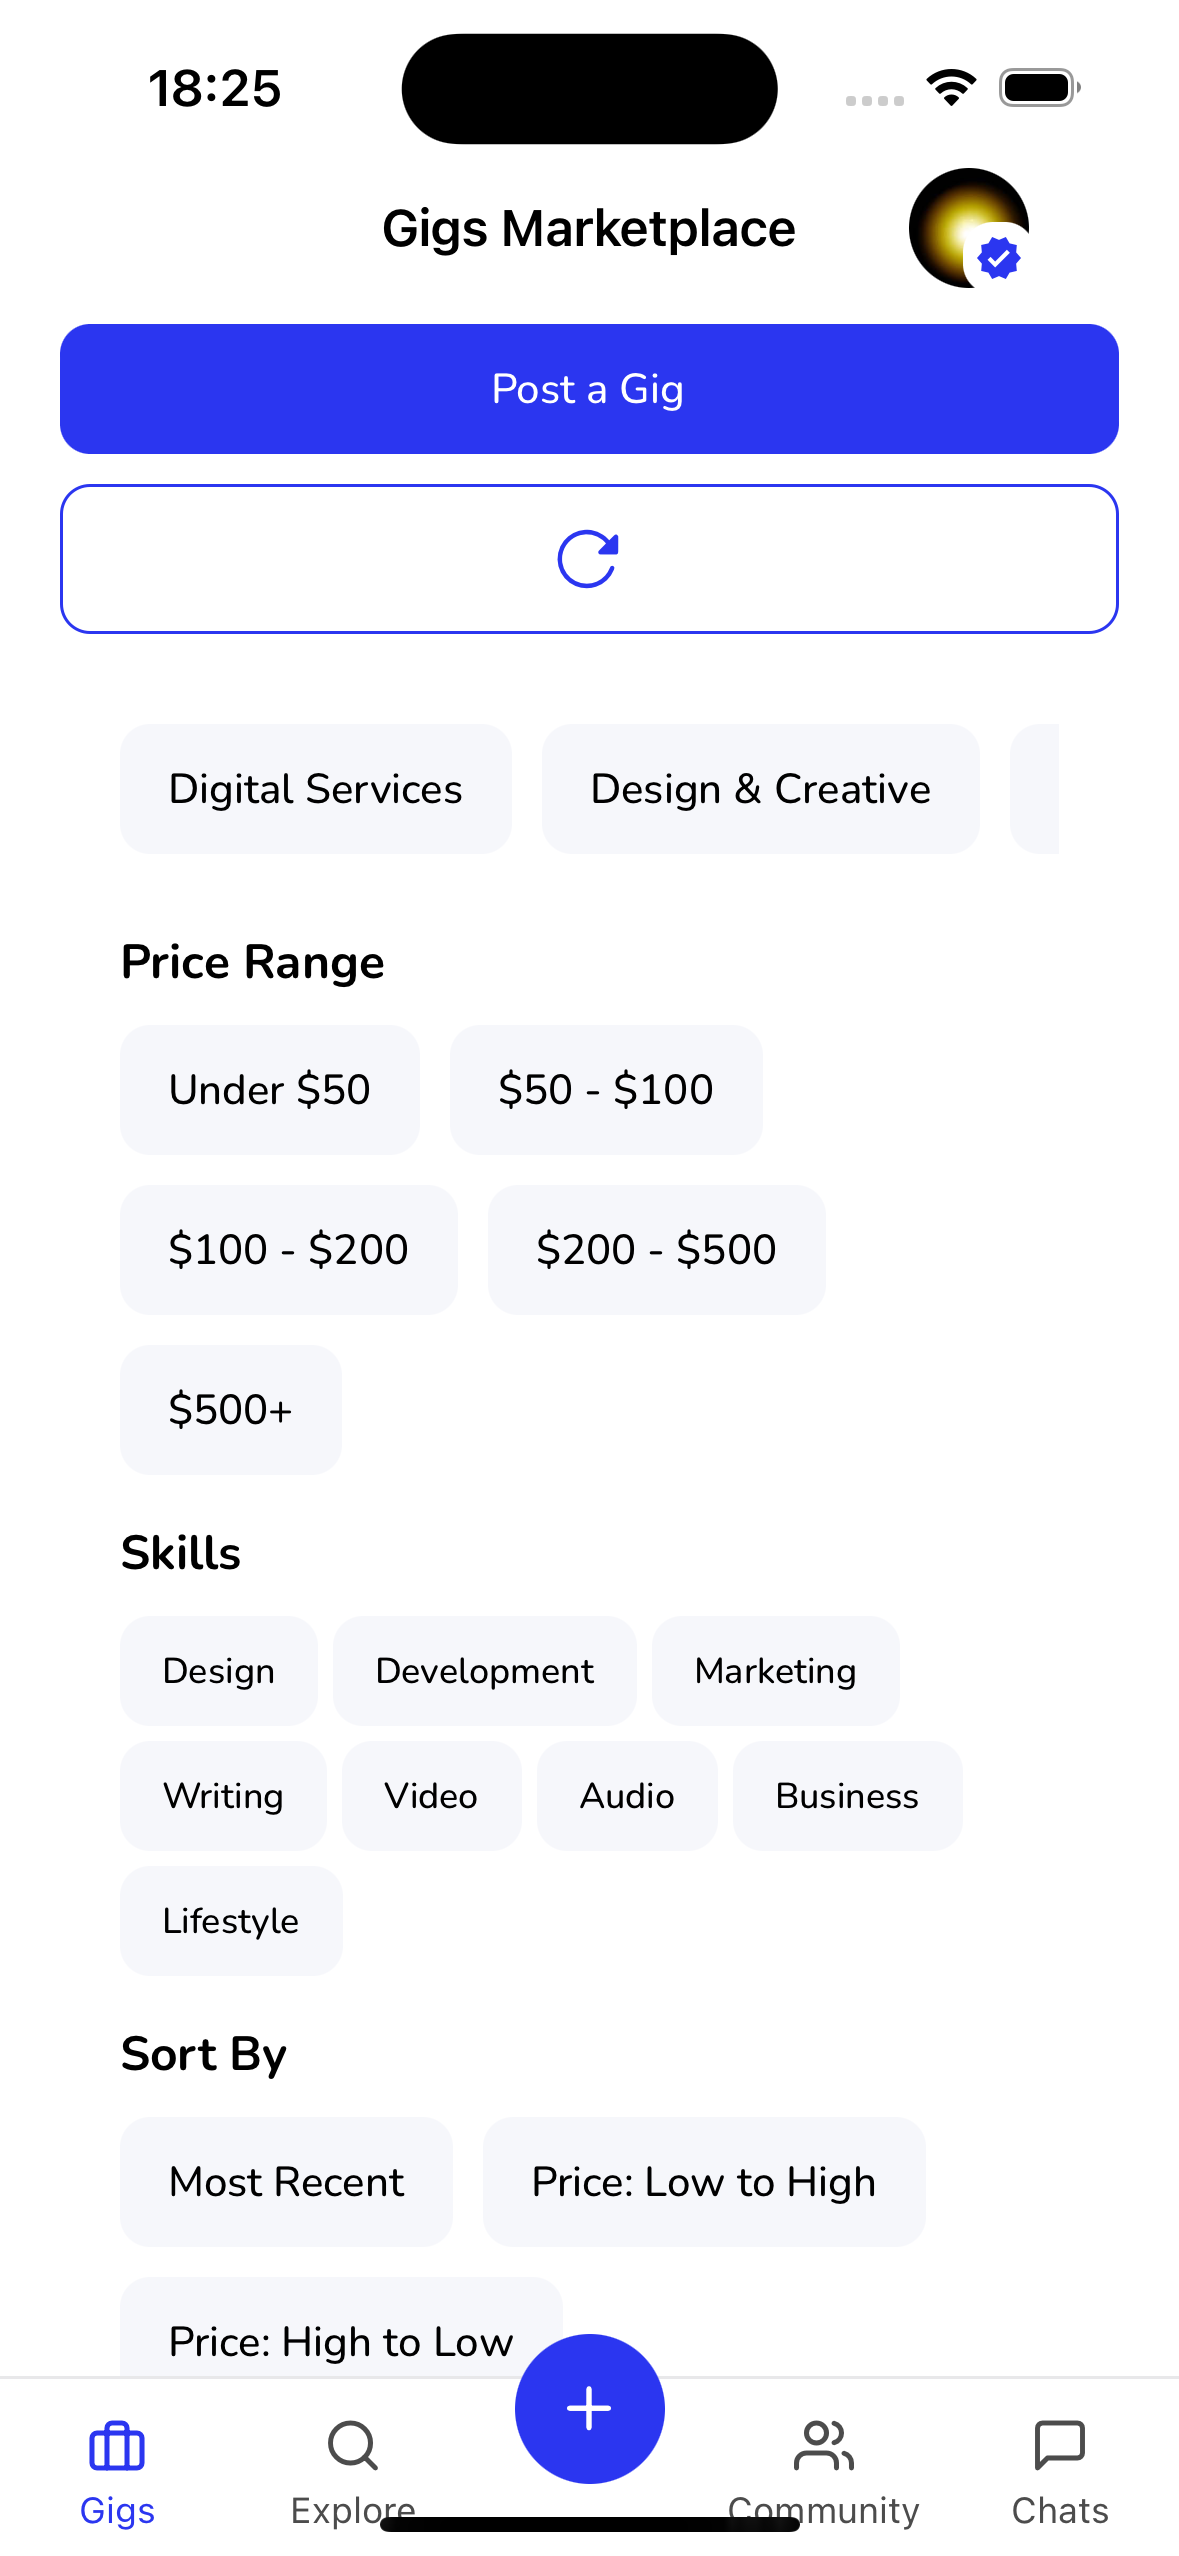 18:25
Gigs Marketplace
Post a Gig
Digital Services
Design & Creative
Price Range
Under $50
$50 - $100
$100 - $200
$200 - $500
$500+
Skills
Design
Development
Marketing
Writing
Video
Audio
Business
Lifestyle
Sort By
Most Recent
Price: Low to High
Price: High to Low
Gigs
Explore
Community
Chats